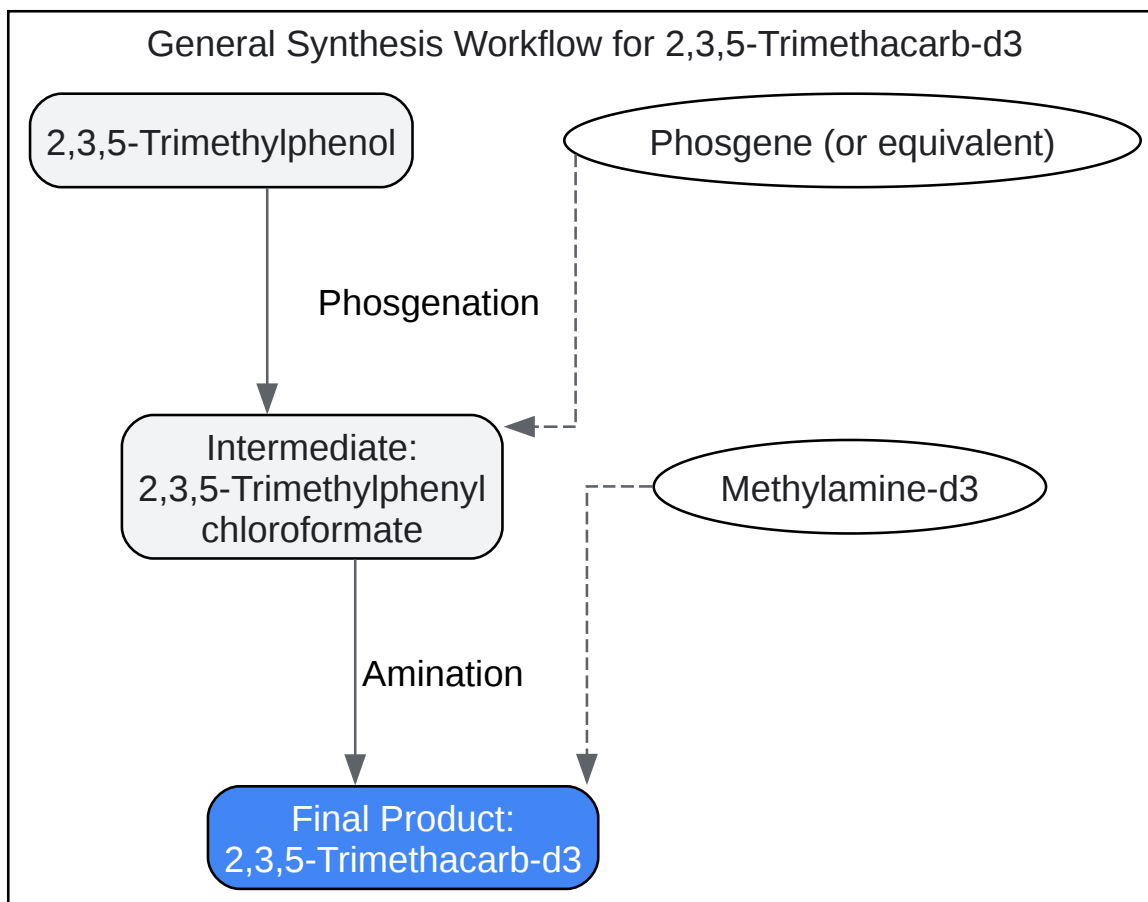 General Synthesis Workflow for 2,3,5-Trimethacarb-d3
2,3,5-Trimethylphenol
Phosgene (or equivalent)
Phosgenation
Intermediate:
2,3,5-Trimethylphenyl
chloroformate
Methylamine-d3
Amination
Final Product:
2,3,5-Trimethacarb-d3